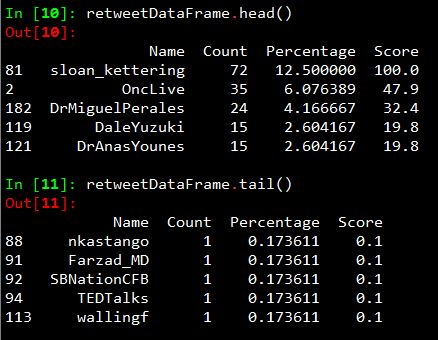 In [10]: retweetDataFrame.head()
Out[10]:
Name Count Percentage Score
81 sloan_kettering 72 12.500000 100.0
2 OncLive 35 6.076389 47.9
182 DrMiguelPerales 24 4.166667 32.4
119 DaleYuzuki 15 2.604167 19.8
121 DrAnasYounes 15 2.604167 19.8
In [11]: retweetDataFrame.tail()
Out[11]:
Name Count Percentage Score
88 nkastango 1 0.173611 0.1
91 Farzad_MD 1 0.173611 0.1
92 SBNationCFB 1 0.173611 0.1
94 TEDTalks 1 0.173611 0.1
113 wallingf 1 0.173611 0.1